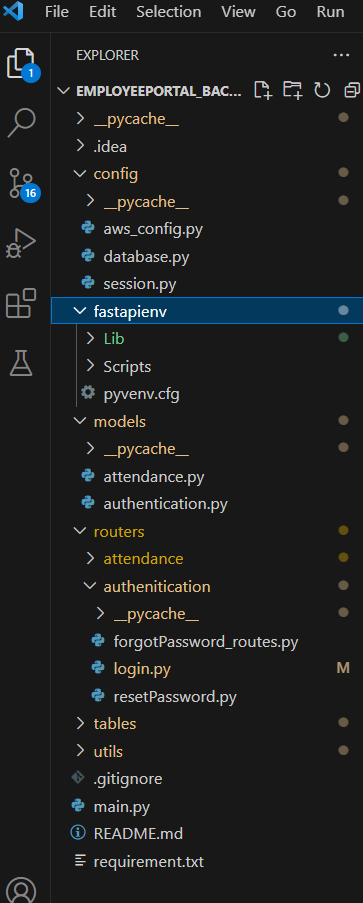 File Edit Selection View Go Run
EXPLORER ...
1
EMPLOYEEPORTAL_BAC...
__pycache__
.idea
config
16
__pycache__
aws_config.py
database.py
session.py
fastapienv
Lib
Scripts
pyvenv.cfg
models
__pycache__
attendance.py
authentication.py
routers
attendance
authenitication
__pycache__
forgotPassword_routes.py
login.py M
resetPassword.py
tables
utils
.gitignore
main.py
README.md
requirement.txt